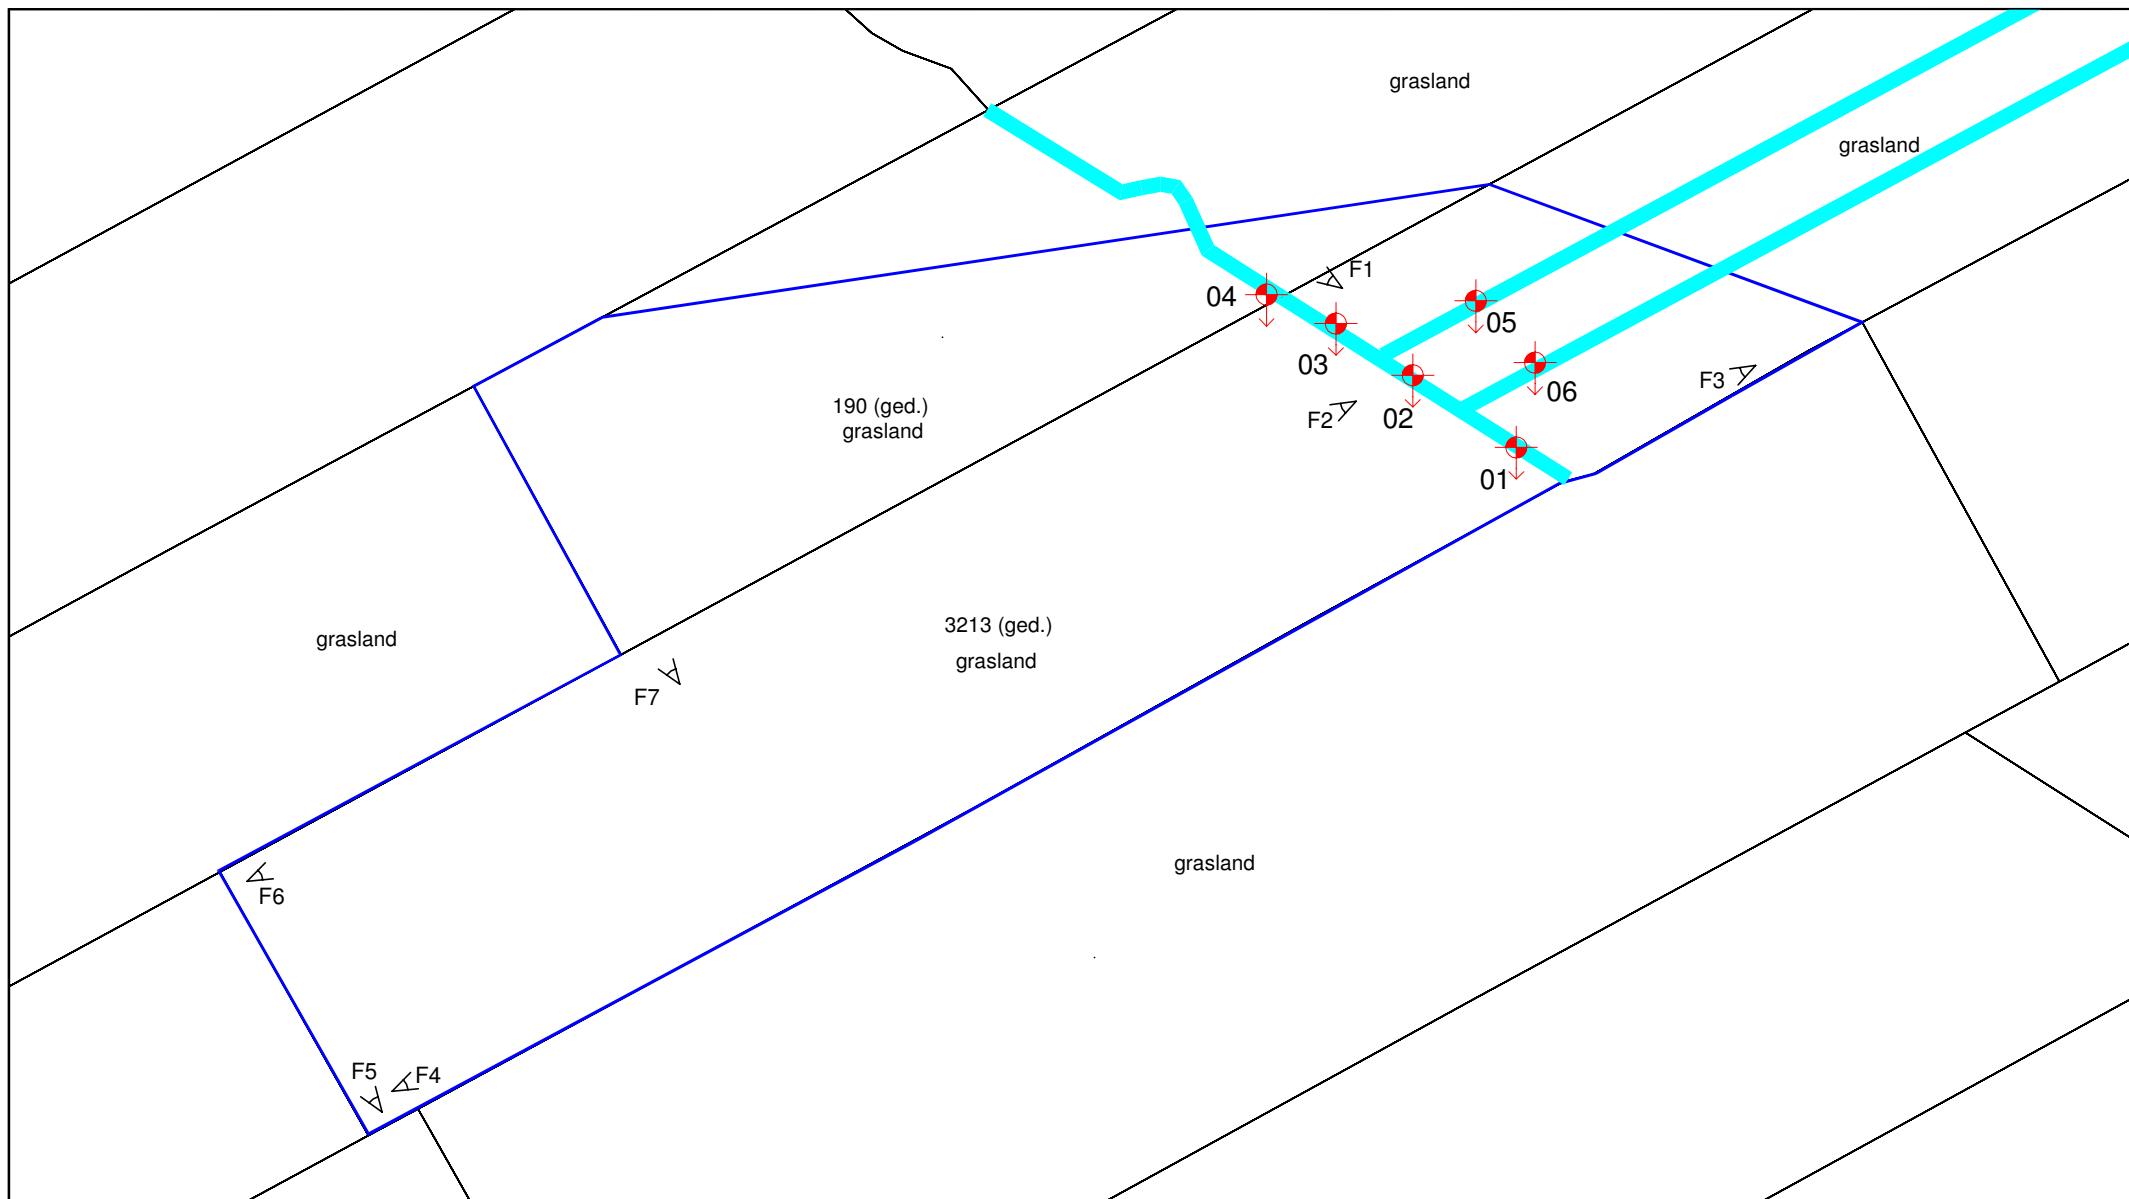 grasland
grasland
F1
04
05
03
F3
06
190 (ged.)
grasland
F2
02
01
3213 (ged.)
grasland
grasland
F7
grasland
F6
F5
F4